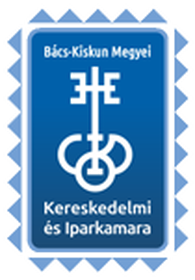 Bács-Kiskun Megyei
Kereskedelmi
és Iparkamara